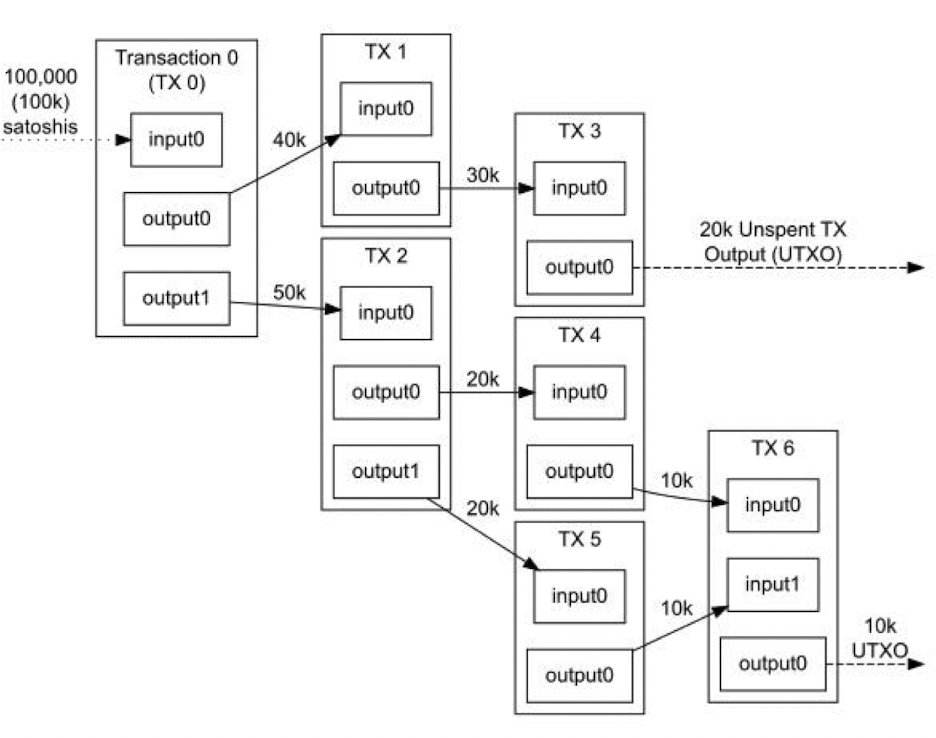 100,000
(100k)
satoshis
Transaction 0
(TX 0)
input0
output0
output1
40k
50k
TX 1
input0
output0
30k
TX 2
input0
output0
output1
20k
20k
TX 3
input0
output0
20k Unspent TX
Output (UTXO)
TX 4
input0
output0
10k
TX 5
input0
output0
10k
TX 6
input0
input1
output0
10k
UTXO